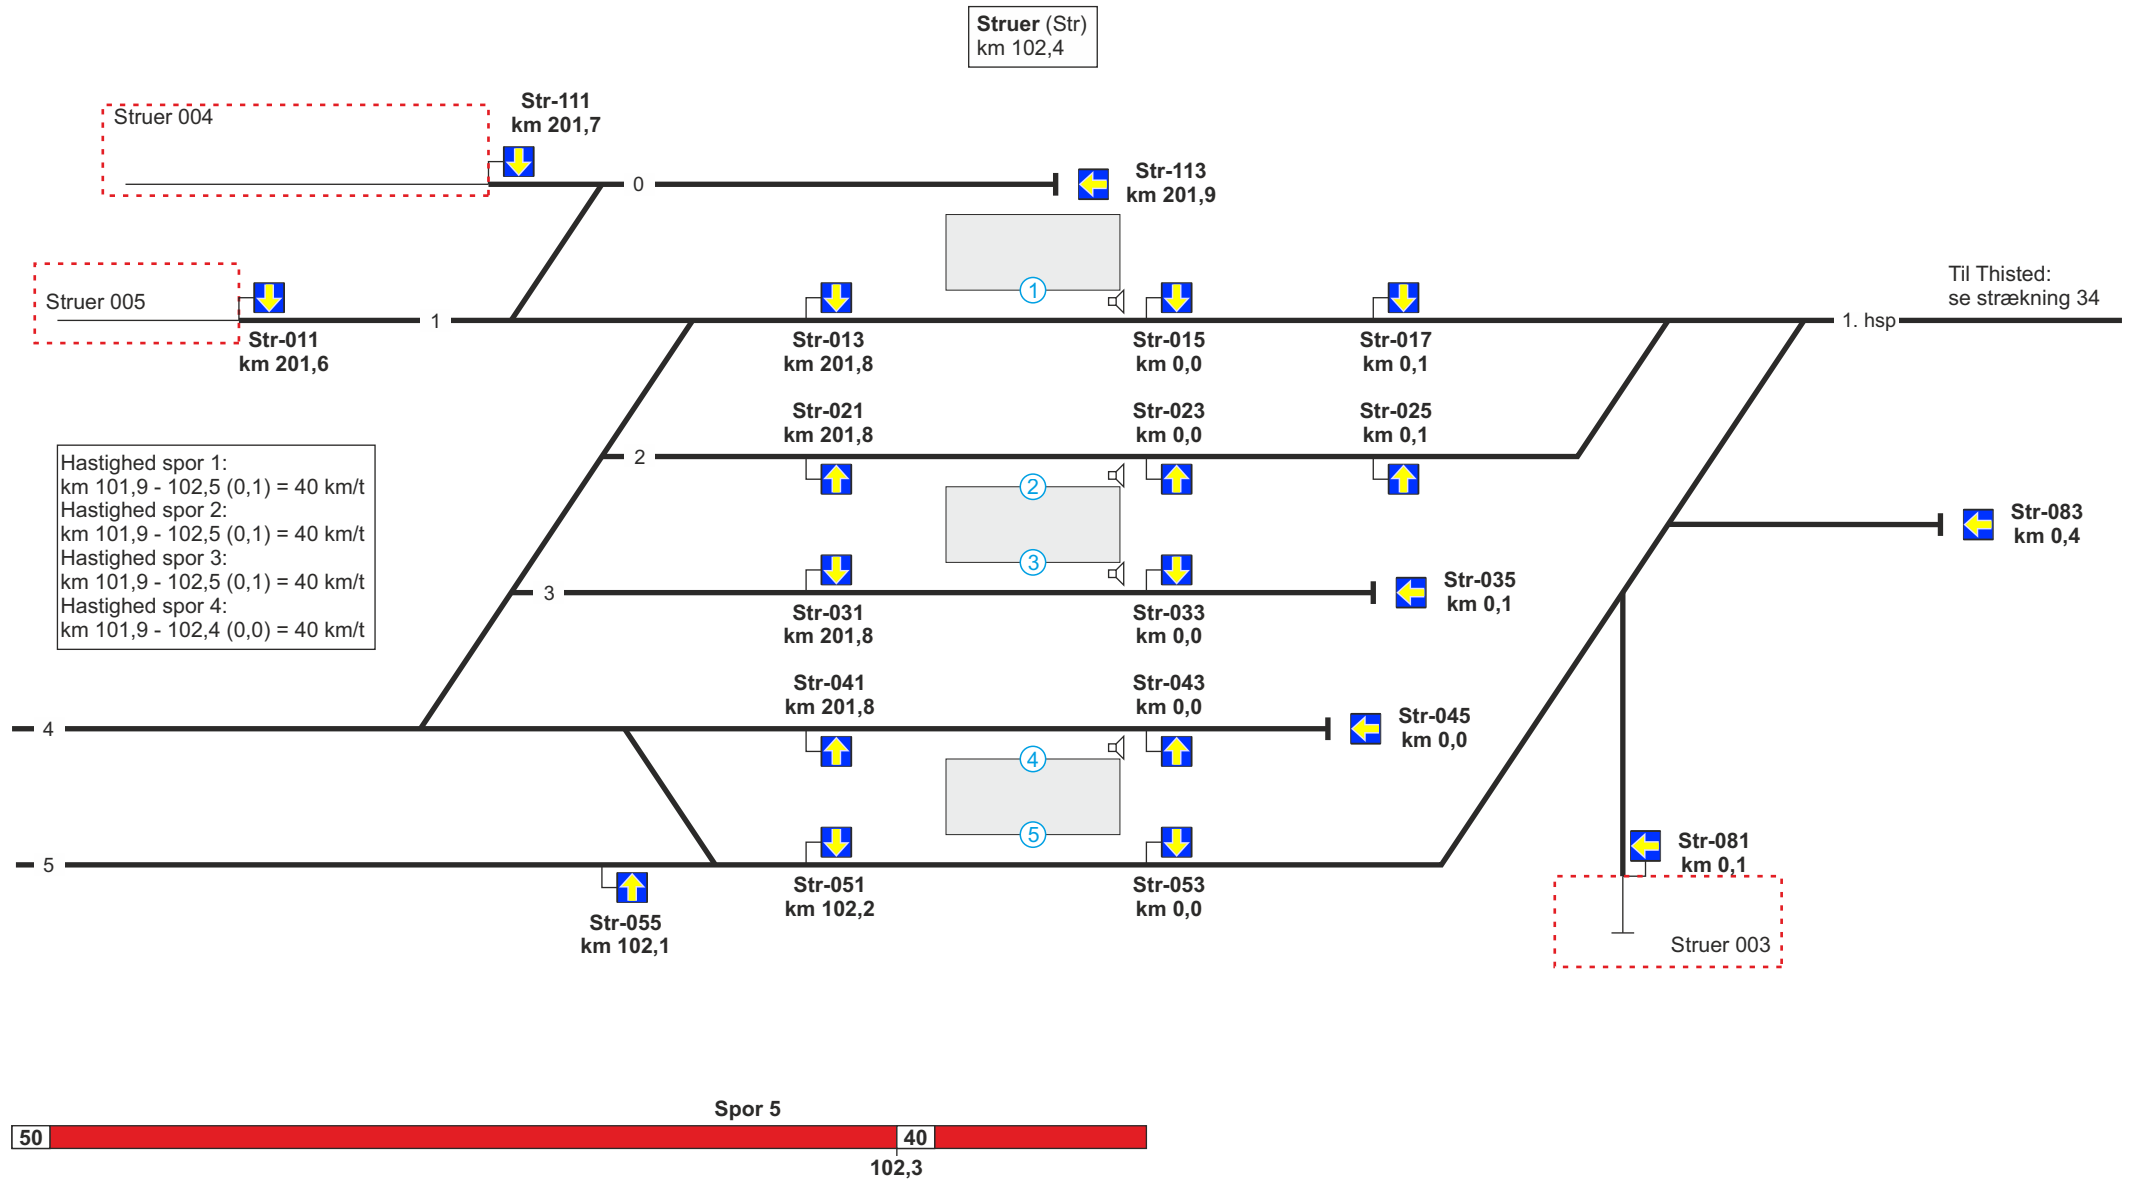 Struer (Str)
km 102,4
Struer 004
Str-111
km 201,7
0
Str-113
km 201,9
Struer 005
Str-011
km 201,6
1
1
Str-013
km 201,8
Str-015
km 0,0
Str-017
km 0,1
1. hsp
Til Thisted:
se strækning 34
Str-021
km 201,8
Str-023
km 0,0
Str-025
km 0,1
2
2
Hastighed spor 1:
km 101,9 - 102,5 (0,1) = 40 km/t
Hastighed spor 2:
km 101,9 - 102,5 (0,1) = 40 km/t
Hastighed spor 3:
km 101,9 - 102,5 (0,1) = 40 km/t
Hastighed spor 4:
km 101,9 - 102,4 (0,0) = 40 km/t
Str-083
km 0,4
3
3
Str-031
km 201,8
Str-033
km 0,0
Str-035
km 0,1
Str-041
km 201,8
Str-043
km 0,0
Str-045
km 0,0
4
4
5
5
Str-055
km 102,1
Str-051
km 102,2
Str-053
km 0,0
Str-081
km 0,1
Struer 003
Spor 5
50
40
102,3